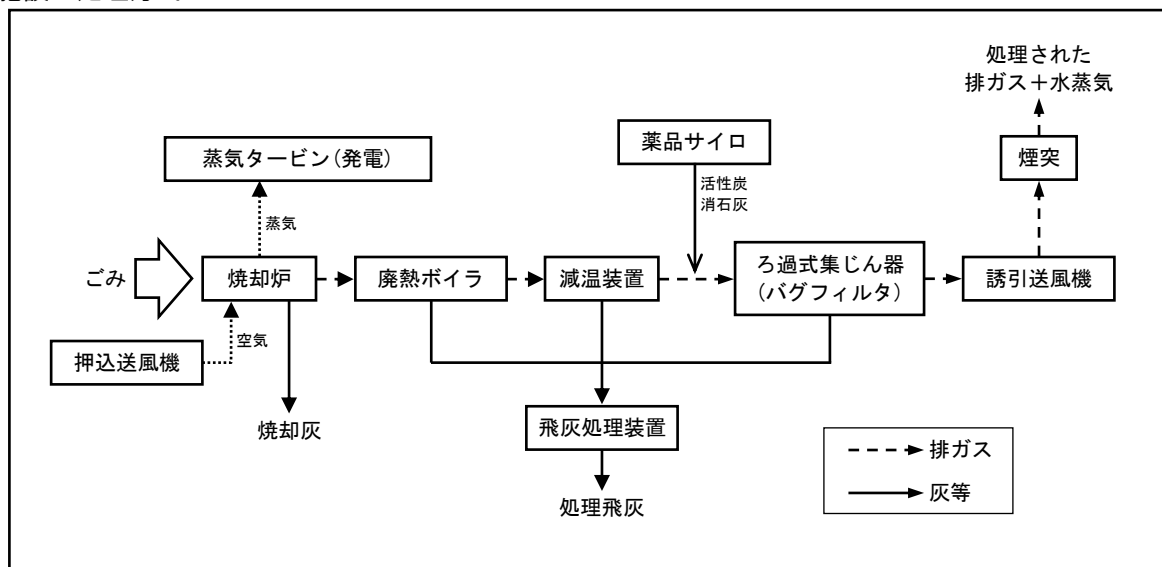 処理された
排ガス＋水蒸気
薬品サイロ
煙突
蒸気タービン（発電）
活性炭
消石灰
蒸気
ごみ
焼却炉
廃熱ボイラ
減温装置
ろ過式集じん器
（バグフィルタ）
誘引送風機
空気
押込送風機
焼却灰
飛灰処理装置
排ガス
灰等
処理飛灰